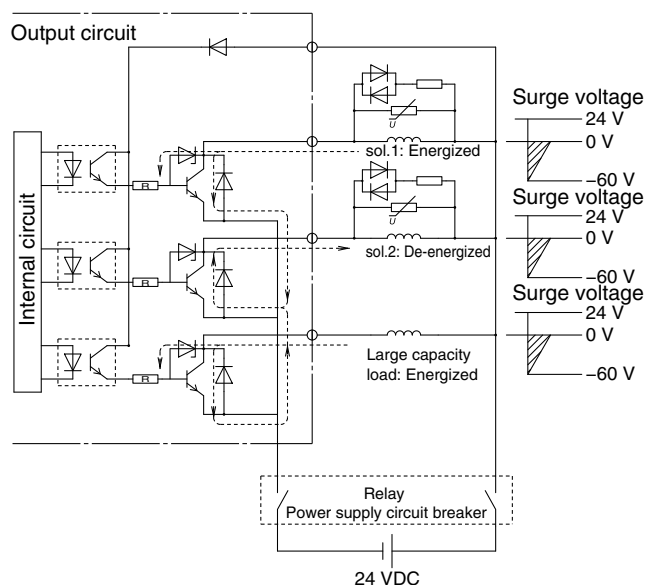 Output circuit
Internal circuit
R
R
R
U
sol.1: Energized
U
sol.2: De-energized
Large capacity
load: Energized
Surge voltage
24 V
0 V
−60 V
Surge voltage
24 V
0 V
−60 V
Surge voltage
24 V
0 V
−60 V
Relay
Power supply circuit breaker
24 VDC